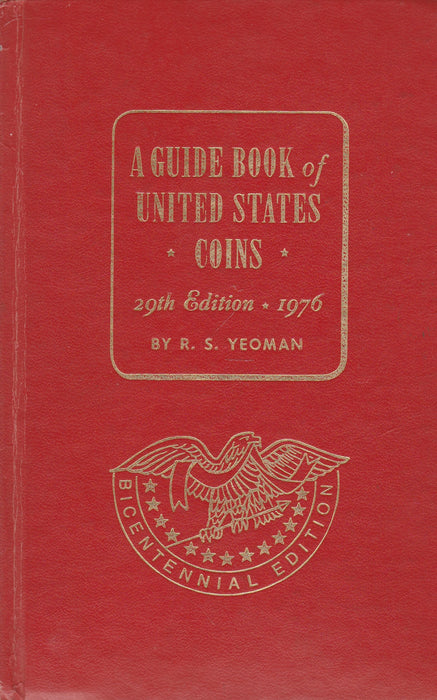 A GUIDE BOOK of
UNITED STATES
★ COINS ★
29th Edition ★ 1976
BY R. S. YEOMAN
BICENTENNIAL EDITION